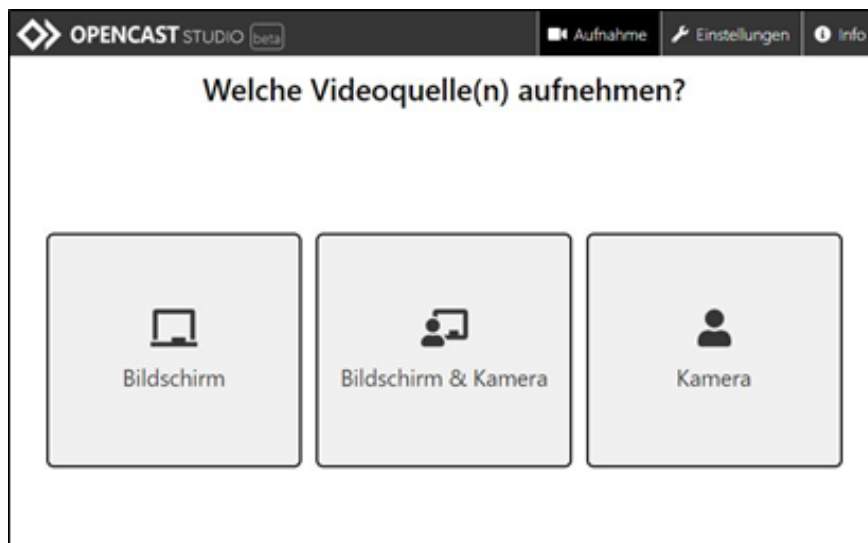 OPENCAST STUDIO beta Aufnahme Einstellungen Info
Welche Videoquelle(n) aufnehmen?
Bildschirm Bildschirm & Kamera Kamera